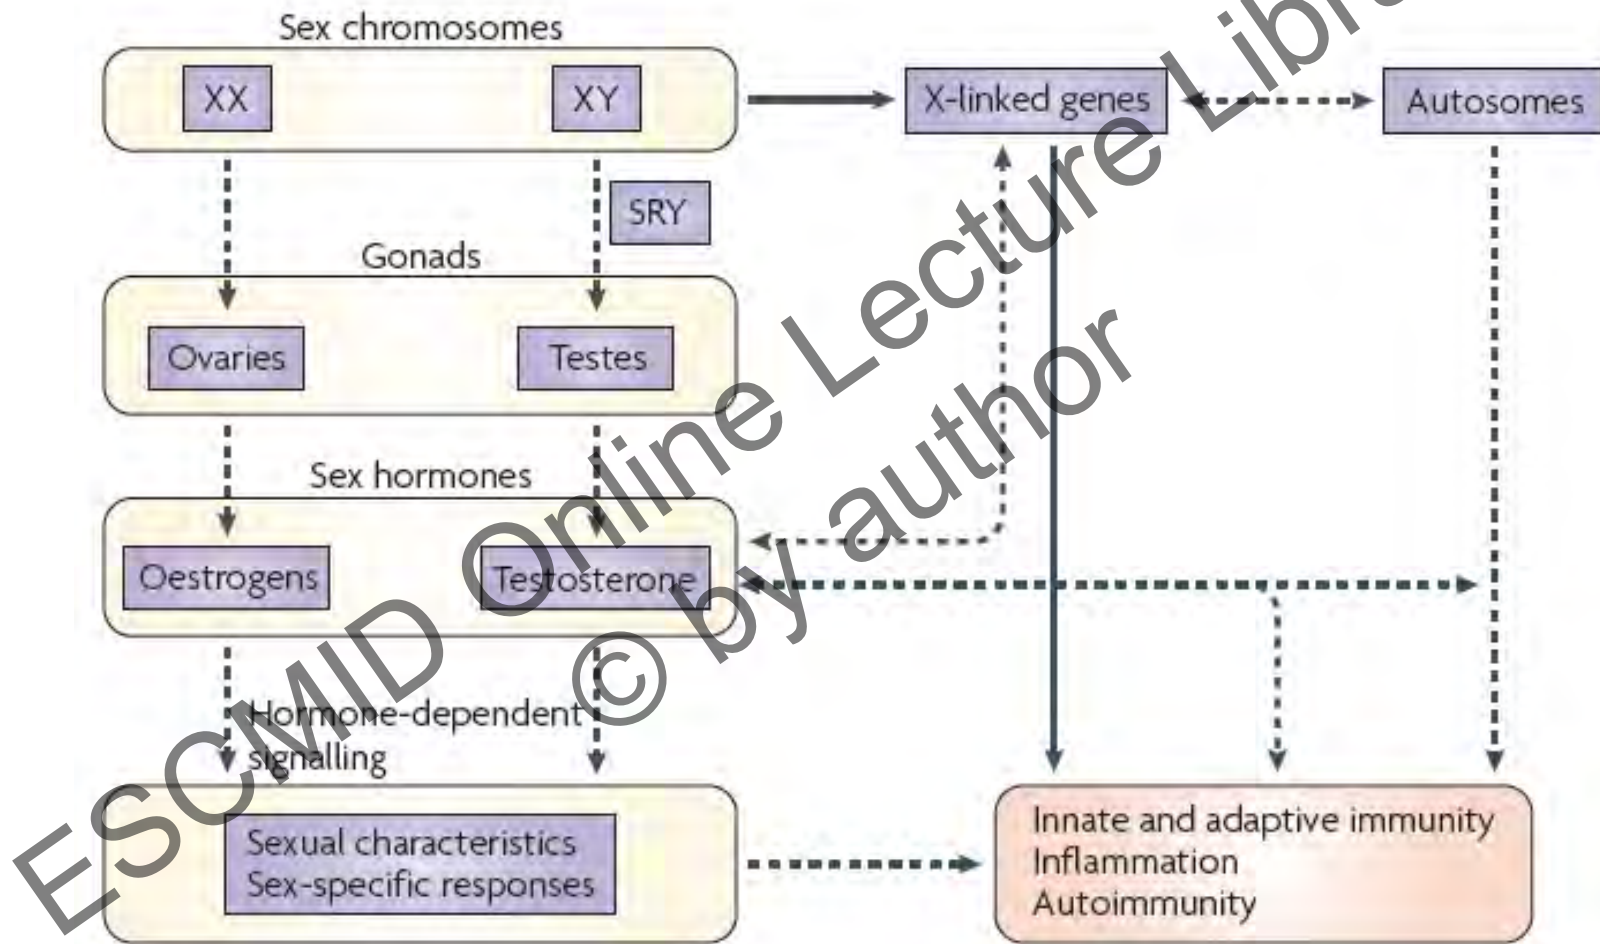 Sex chromosomes
XX
XY
X-linked genes
Autosomes
SRY
Gonads
Ovaries
Testes
Sex hormones
Oestrogens
Testosterone
Hormone-dependent
signalling
Sexual characteristics
Sex-specific responses
Innate and adaptive immunity
Inflammation
Autoimmunity
ESCMID Online Lecture
© by author